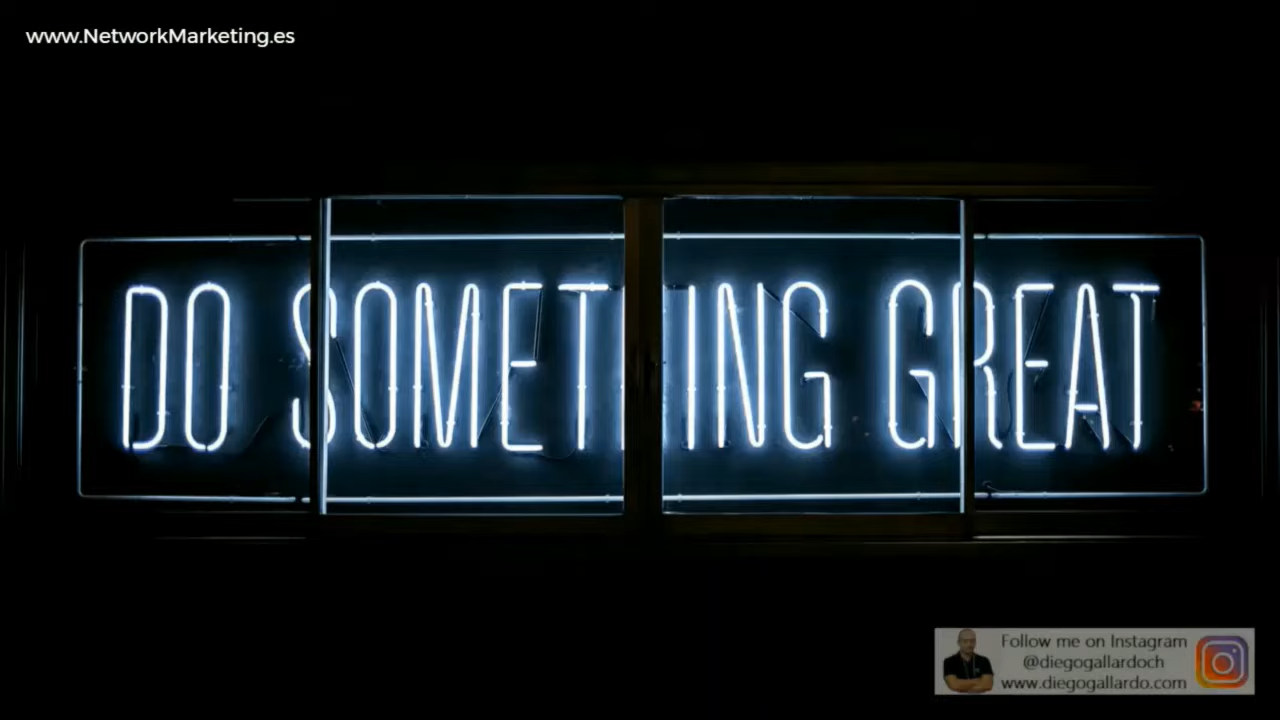 www.NetworkMarketing.es
DO SOMETHING GREAT
Follow me on Instagram
@diegogallardoch
www.diegogallardo.com